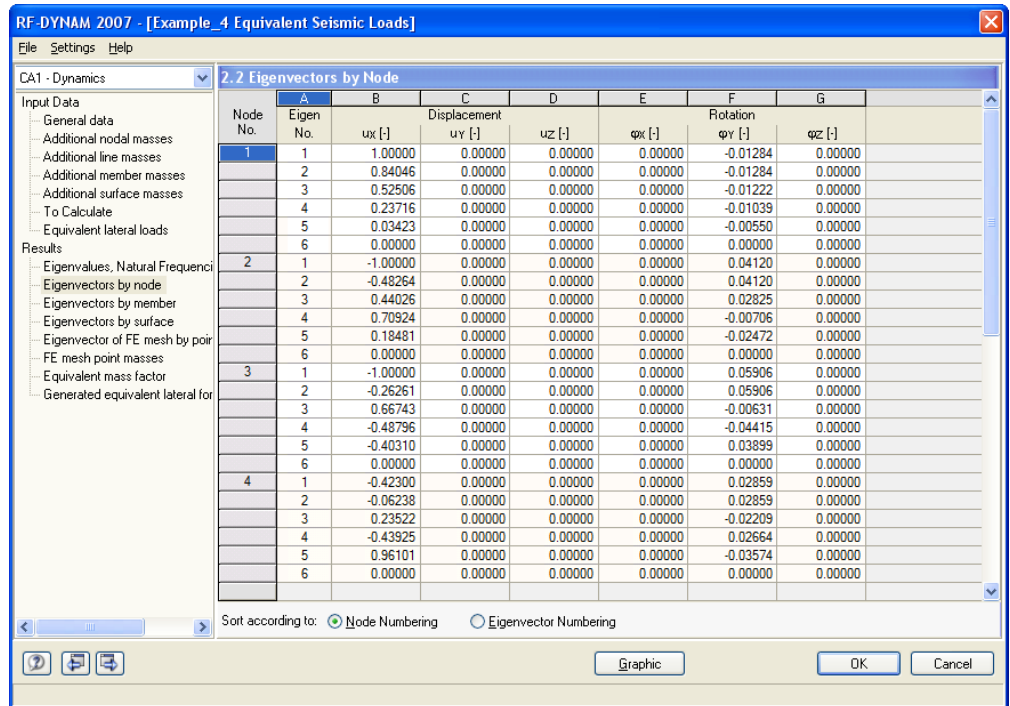 RF-DYNAM 2007 - [Example_4 Equivalent Seismic Loads]
File Settings Help
CA1 - Dynamics
Input Data
General data
Additional nodal masses
Additional line masses
Additional member masses
Additional surface masses
To Calculate
Equivalent lateral loads
Results
Eigenvalues, Natural Frequenci
Eigenvectors by node
Eigenvectors by member
Eigenvectors by surface
Eigenvector of FE mesh by poir
FE mesh point masses
Equivalent mass factor
Generated equivalent lateral for
2.2 Eigenvectors by Node
A B C D E F G
Node Eigen Displacement Rotation
No. No. ux [-] uY [-] uz [-] φx [-] φY [-] φZ [-]
1 1 1.00000 0.00000 0.00000 0.00000 -0.01284 0.00000
2 0.84046 0.00000 0.00000 0.00000 -0.01284 0.00000
3 0.52506 0.00000 0.00000 0.00000 -0.01222 0.00000
4 0.23716 0.00000 0.00000 0.00000 -0.01039 0.00000
5 0.03423 0.00000 0.00000 0.00000 -0.00550 0.00000
6 0.00000 0.00000 0.00000 0.00000 0.00000 0.00000
2 1 -1.00000 0.00000 0.00000 0.00000 0.04120 0.00000
2 -0.48264 0.00000 0.00000 0.00000 0.04120 0.00000
3 0.44026 0.00000 0.00000 0.00000 0.02825 0.00000
4 0.70924 0.00000 0.00000 0.00000 -0.00706 0.00000
5 0.18481 0.00000 0.00000 0.00000 -0.02472 0.00000
6 0.00000 0.00000 0.00000 0.00000 0.00000 0.00000
3 1 -1.00000 0.00000 0.00000 0.00000 0.05906 0.00000
2 -0.26261 0.00000 0.00000 0.00000 0.05906 0.00000
3 0.66743 0.00000 0.00000 0.00000 -0.00631 0.00000
4 -0.48796 0.00000 0.00000 0.00000 -0.04415 0.00000
5 -0.40310 0.00000 0.00000 0.00000 0.03899 0.00000
6 0.00000 0.00000 0.00000 0.00000 0.00000 0.00000
4 1 -0.42300 0.00000 0.00000 0.00000 0.02859 0.00000
2 -0.06238 0.00000 0.00000 0.00000 0.02859 0.00000
3 0.23522 0.00000 0.00000 0.00000 -0.02209 0.00000
4 -0.43925 0.00000 0.00000 0.00000 0.02664 0.00000
5 0.96101 0.00000 0.00000 0.00000 -0.03574 0.00000
6 0.00000 0.00000 0.00000 0.00000 0.00000 0.00000
Sort according to: Node Numbering Eigenvector Numbering
Graphic OK Cancel